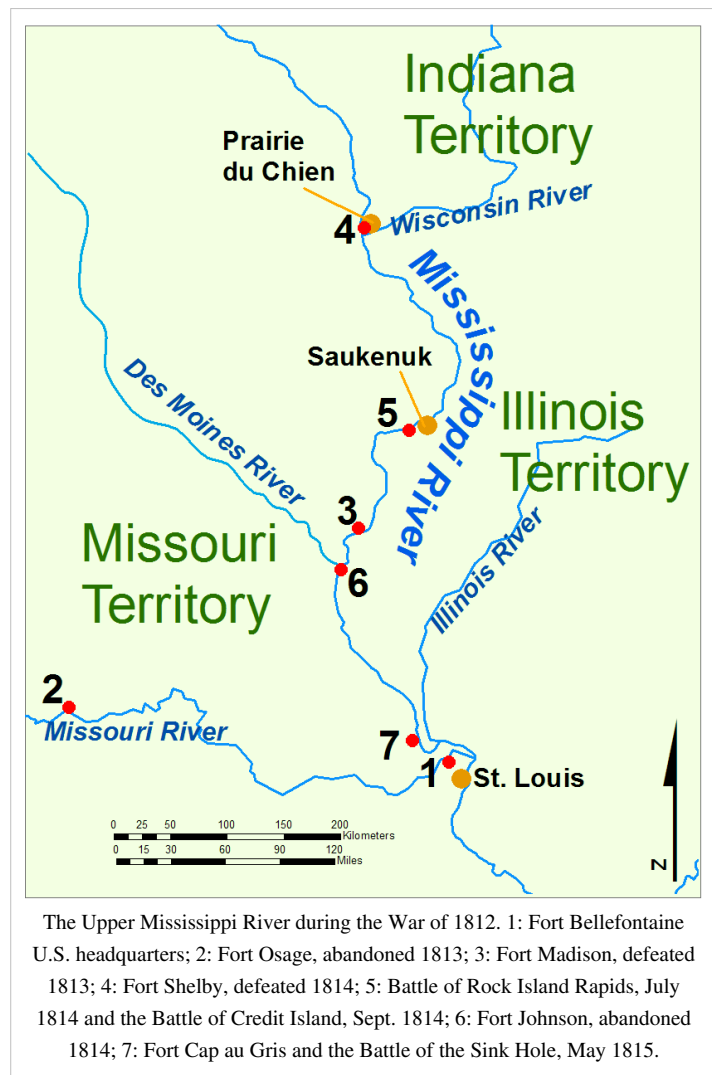 Indiana
Territory
Prairie
du Chien
4
Wisconsin River
Mississippi River
Saukenuk
5
Illinois
Territory
Des Moines River
3
Missouri
Territory
6
Illinois River
2
Missouri River
7
1
St. Louis
0 25 50 100 150 200
Kilometers
0 15 30 60 90 120
Miles
N
The Upper Mississippi River during the War of 1812. 1: Fort Bellefontaine
U.S. headquarters; 2: Fort Osage, abandoned 1813; 3: Fort Madison, defeated
1813; 4: Fort Shelby, defeated 1814; 5: Battle of Rock Island Rapids, July
1814 and the Battle of Credit Island, Sept. 1814; 6: Fort Johnson, abandoned
1814; 7: Fort Cap au Gris and the Battle of the Sink Hole, May 1815.